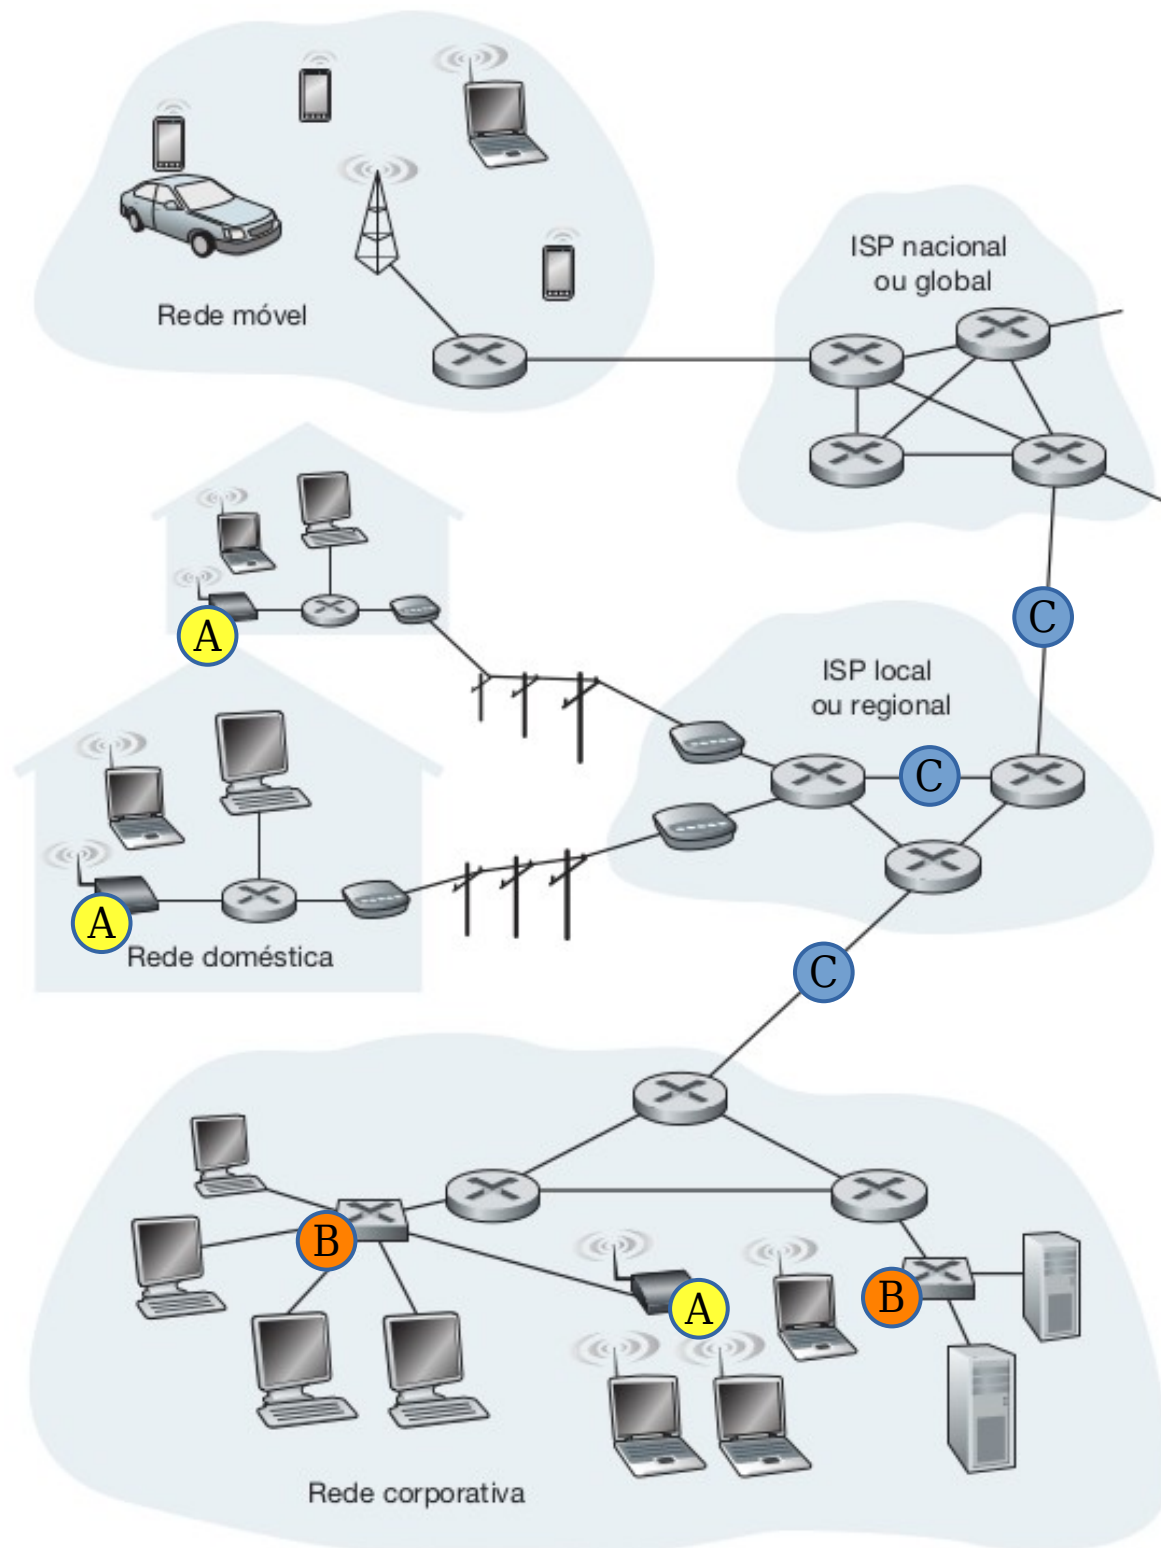 Rede móvel
ISP nacional
ou global
A
C
ISP local
ou regional
C
A
Rede doméstica
C
B
A
B
Rede corporativa